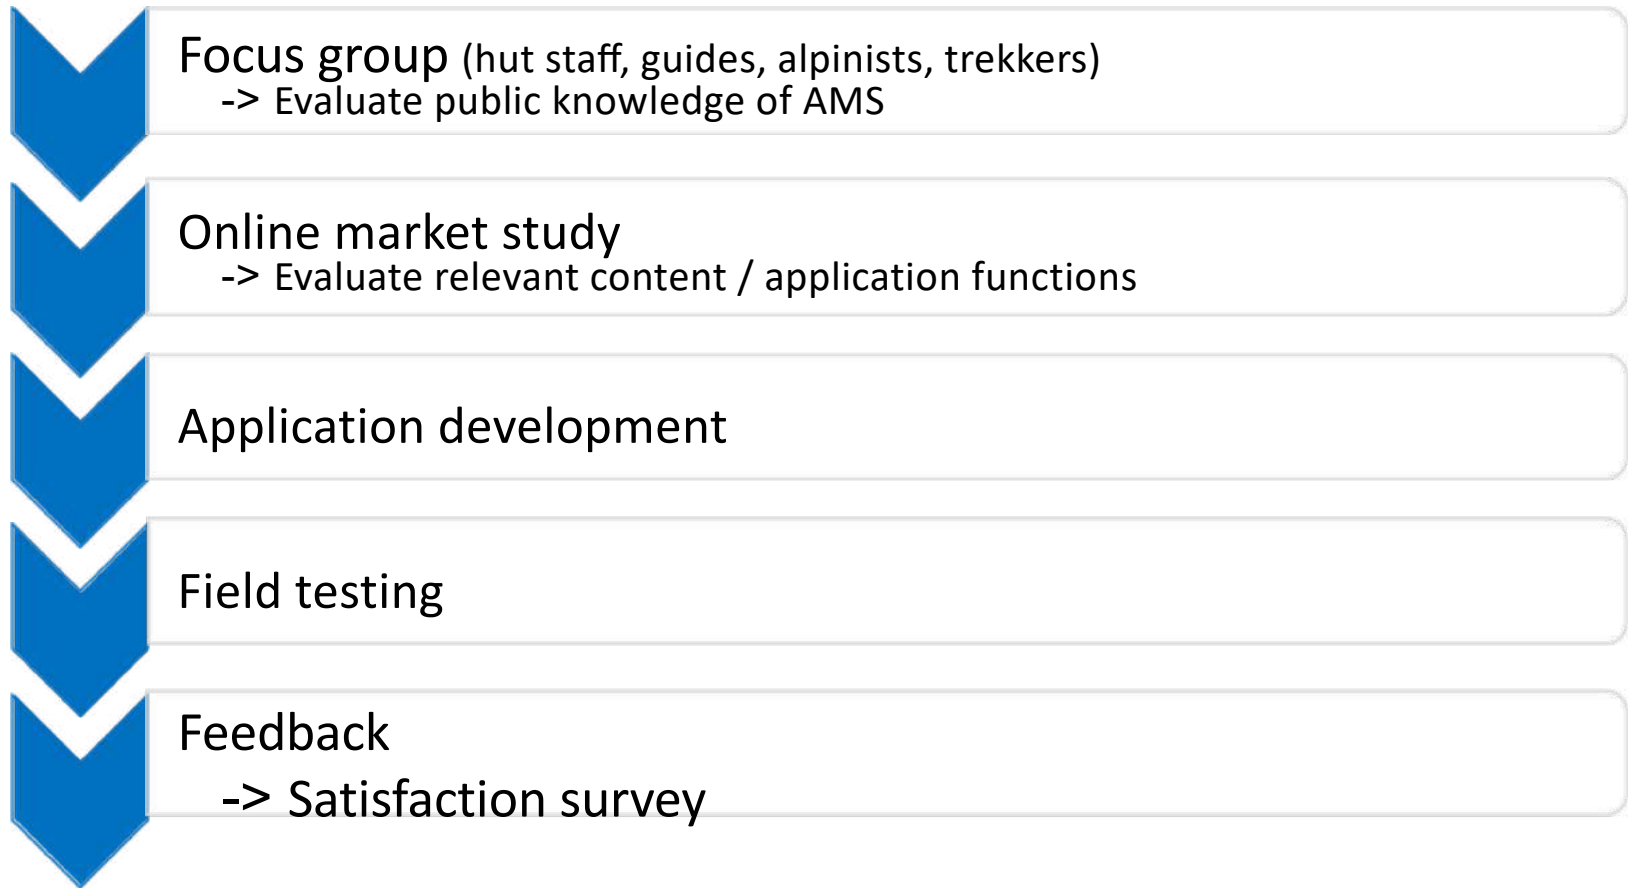 Focus group (hut staff, guides, alpinists, trekkers)
-> Evaluate public knowledge of AMS
Online market study
-> Evaluate relevant content / application functions
Application development
Field testing
Feedback
-> Satisfaction survey